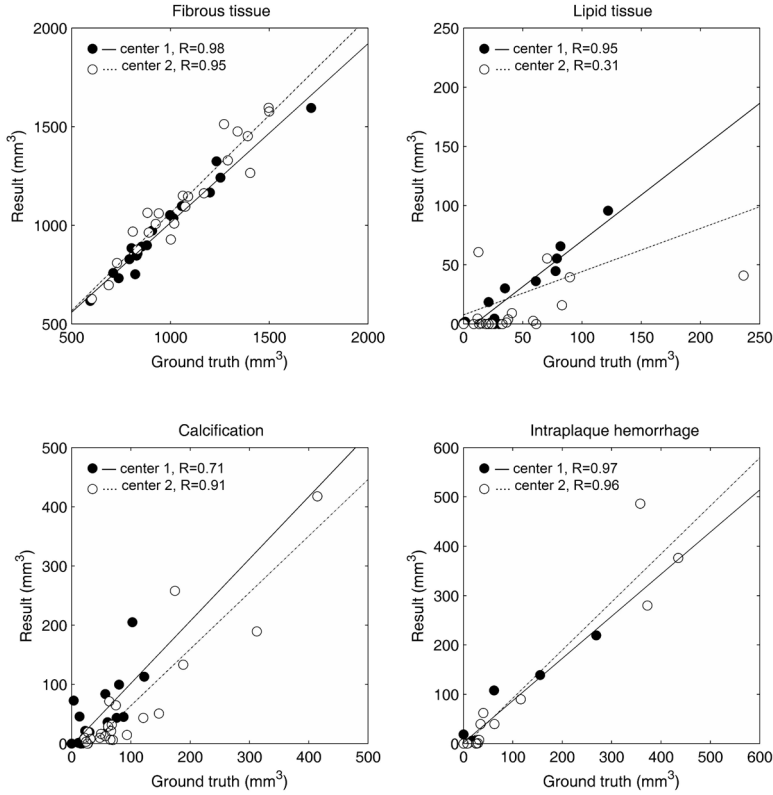 Fibrous tissue
2000
1500
1000
500
Result (mm³)
center 1, R=0.98
.... center 2, R=0.95
500 1000 1500 2000
Ground truth (mm³)
Lipid tissue
250
200
150
100
50
0
Result (mm³)
center 1, R=0.95
.... center 2, R=0.31
0 50 100 150 200 250
Ground truth (mm³)
Calcification
500
400
300
200
100
0
Result (mm³)
center 1, R=0.71
.... center 2, R=0.91
0 100 200 300 400 500
Ground truth (mm³)
Intraplaque hemorrhage
600
500
400
300
200
100
0
Result (mm³)
center 1, R=0.97
.... center 2, R=0.96
0 100 200 300 400 500 600
Ground truth (mm³)